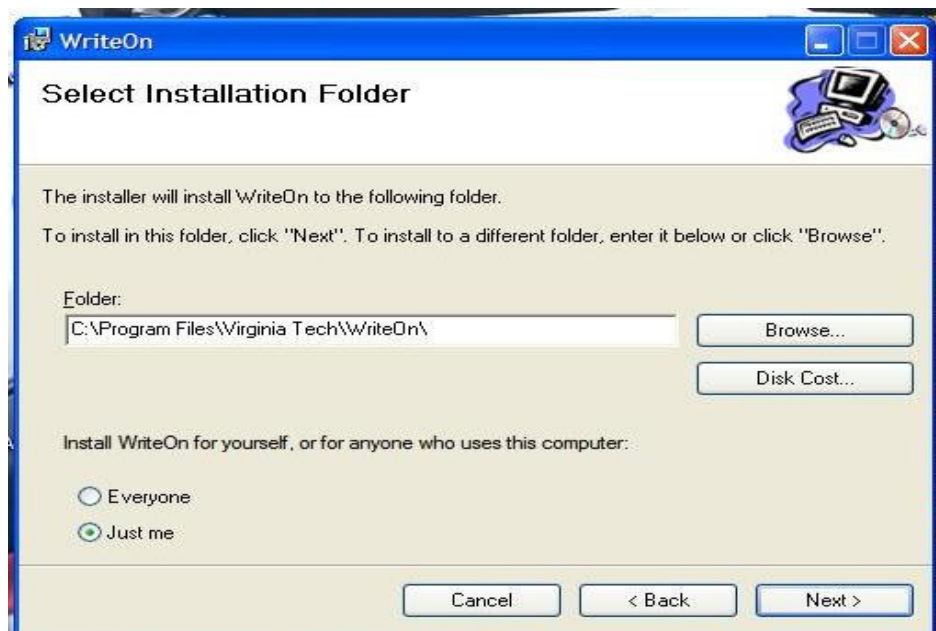 WriteOn
Select Installation Folder
The installer will install WriteOn to the following folder.
To install in this folder, click "Next". To install to a different folder, enter it below or click "Browse".
Folder:
C:\Program Files\Virginia Tech\WriteOn\
Browse...
Disk Cost...
Install WriteOn for yourself, or for anyone who uses this computer:
Everyone
Just me
Cancel
< Back
Next >